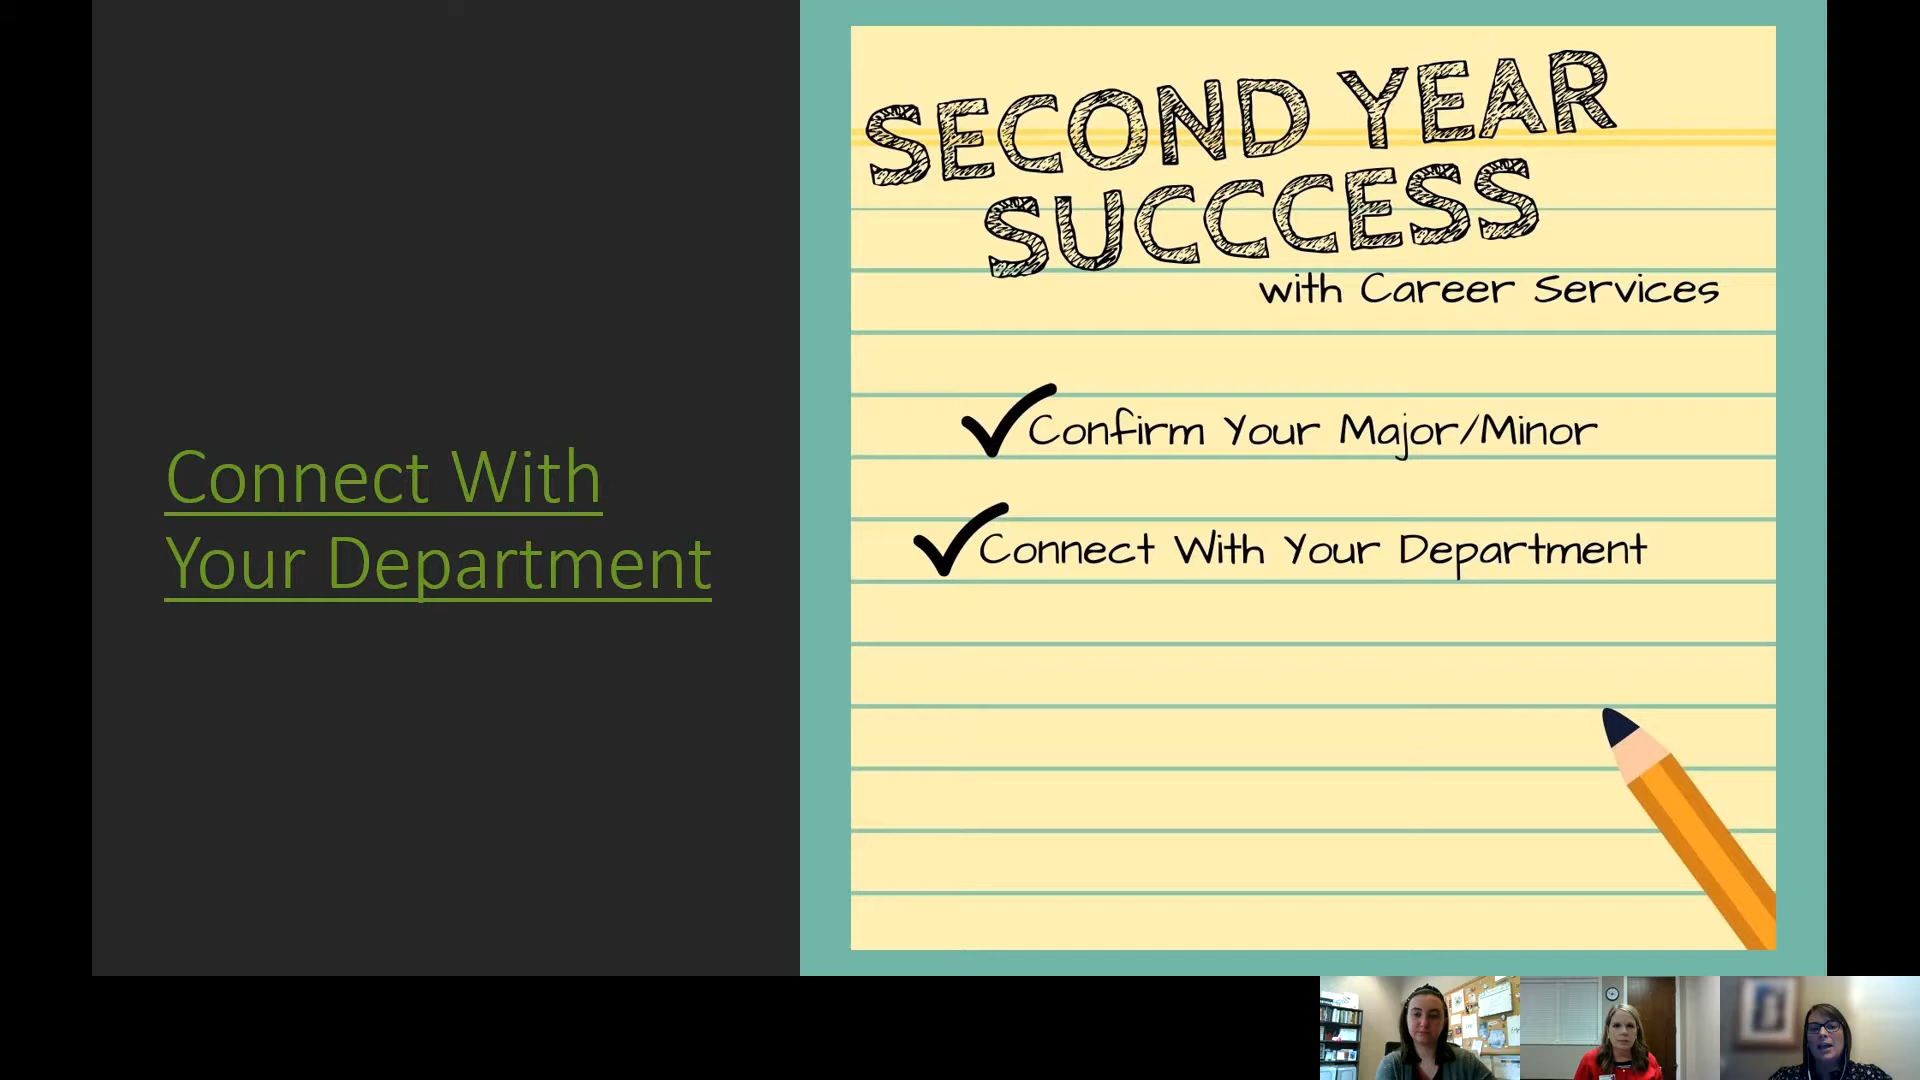 Connect With
Your Department
SECOND YEAR
SUCCCESS
with Career Services
Confirm Your Major/Minor
Connect With Your Department